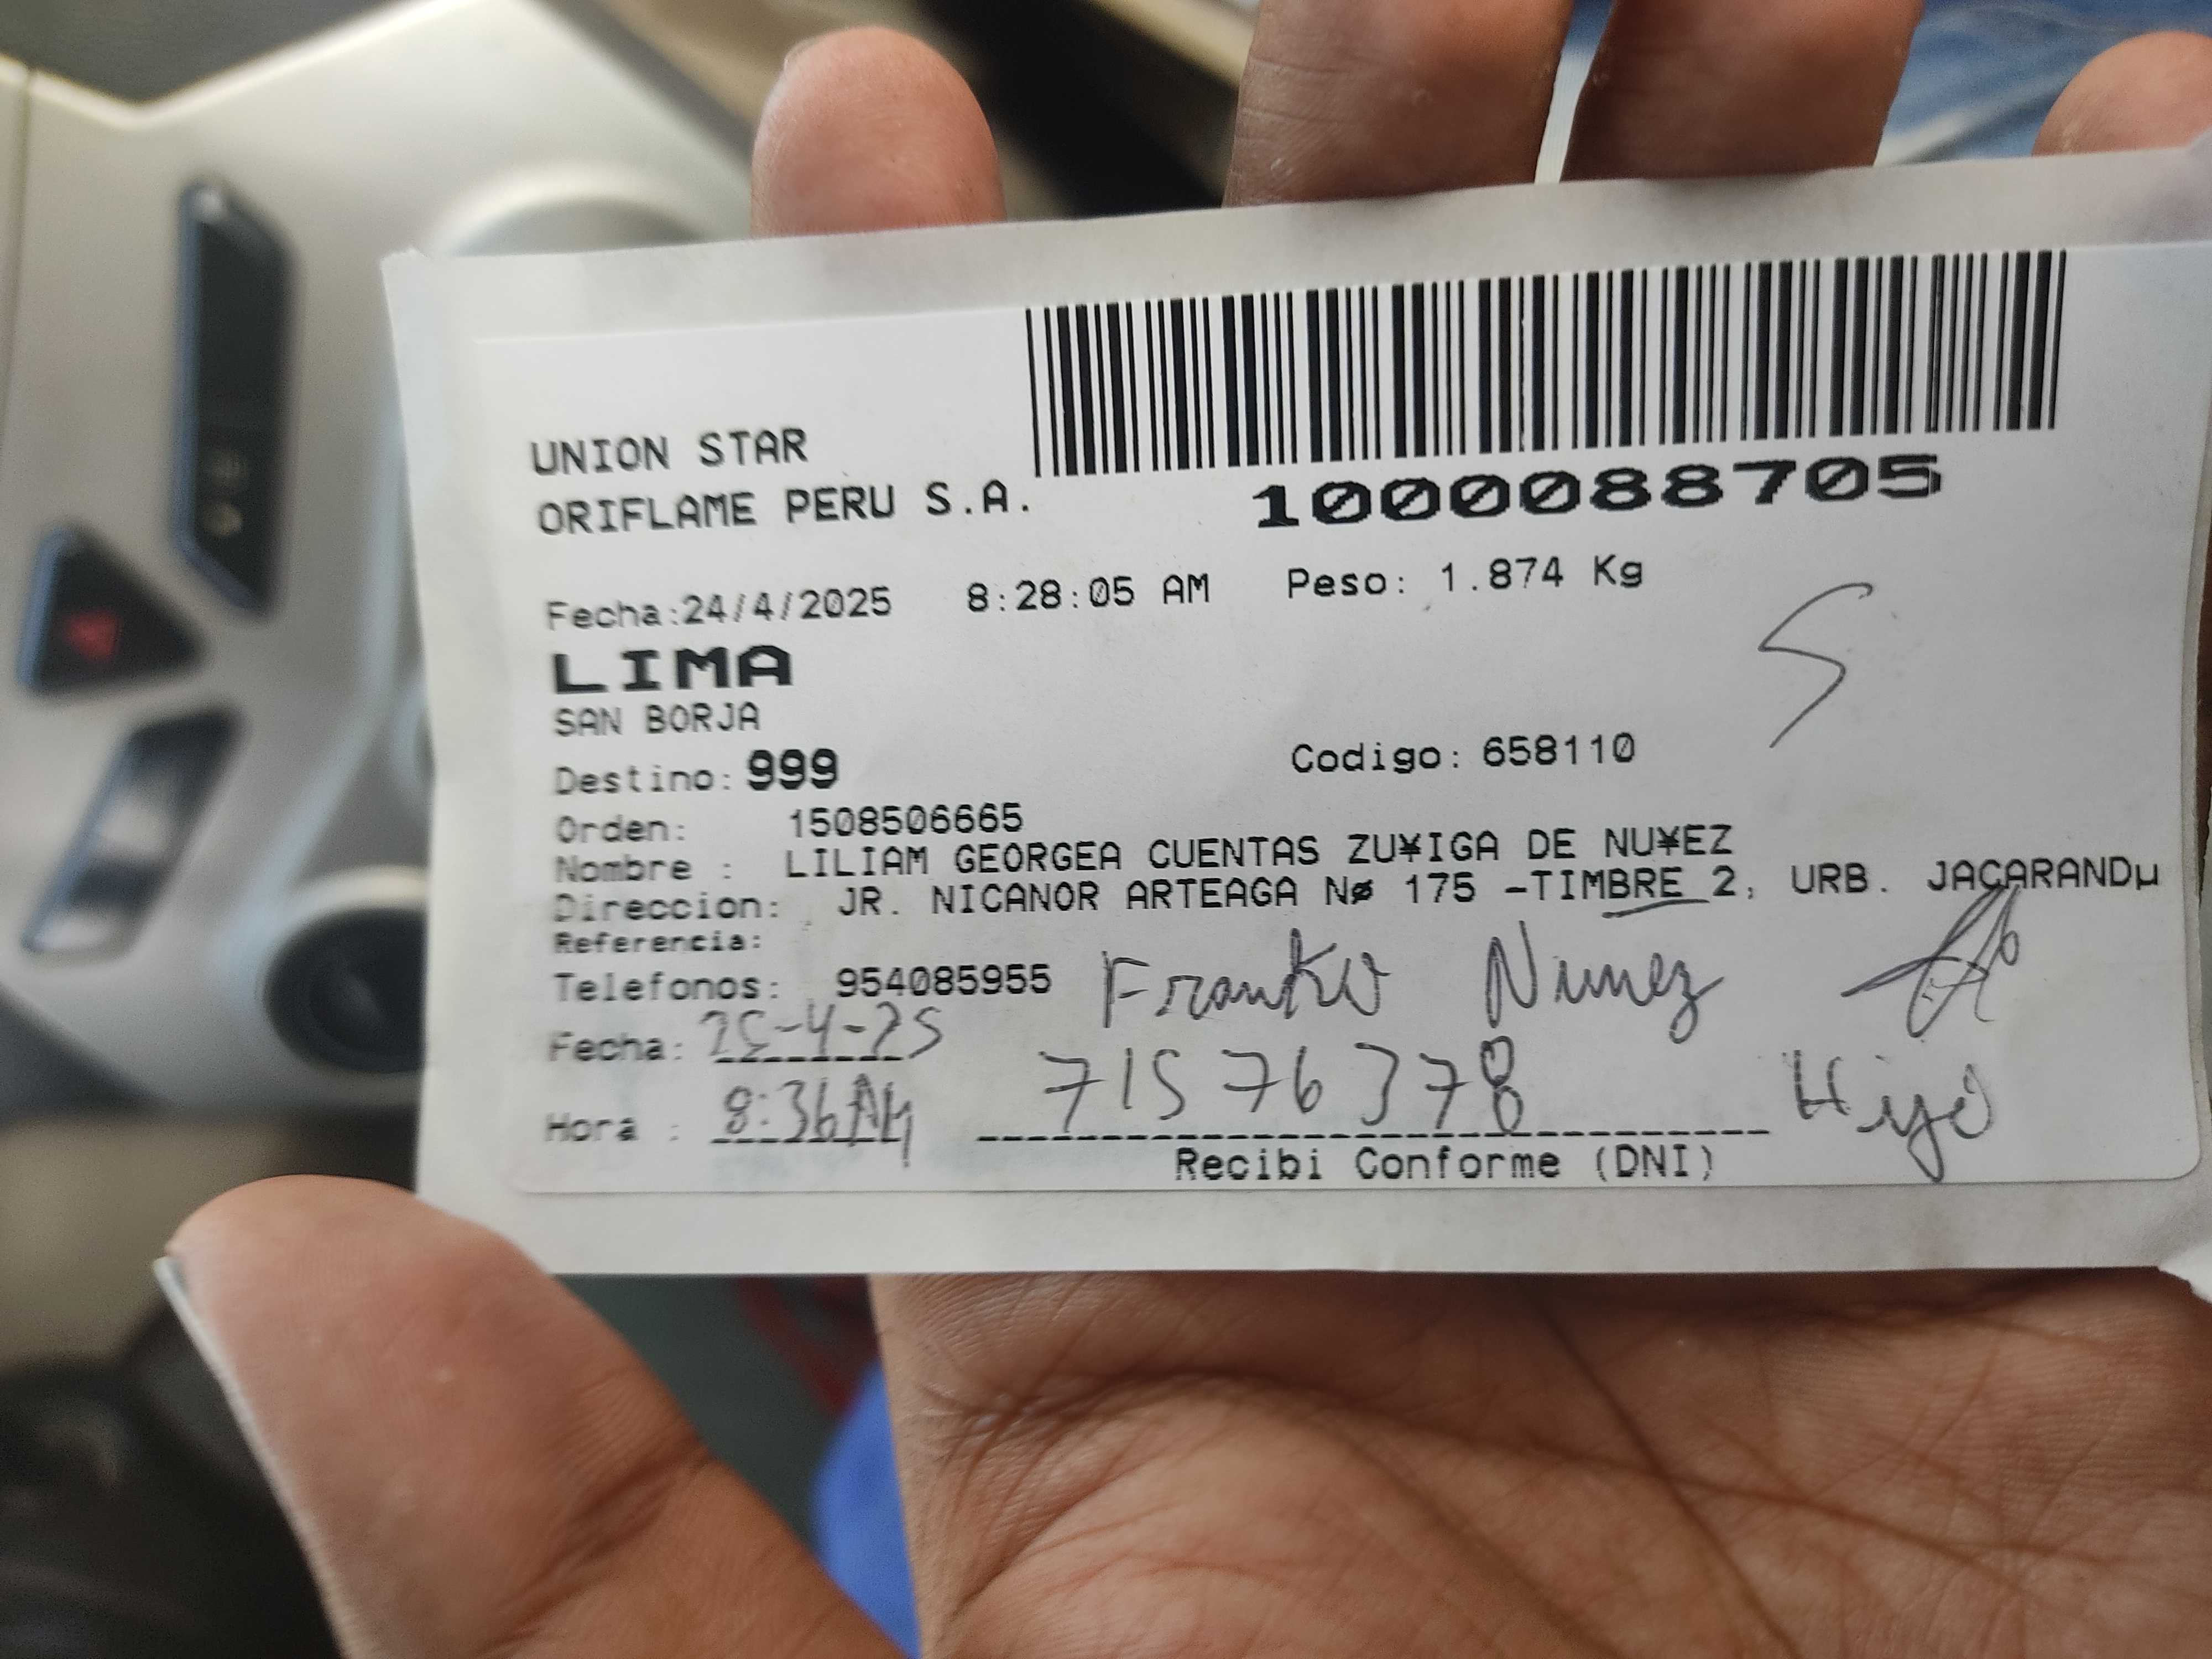 UNION STAR
ORIFLAME PERU S.A.
1000088705
Fecha:24/4/2025 8:28:05 AM Peso: 1.874 Kg
LIMA
S
SAN BORJA
Destino: 999 Codigo: 658110
Orden: 1508506665
Nombre : LILIAM GEORGEA CUENTAS ZU¥IGA DE NU¥EZ
Direccion: JR. NICANOR ARTEAGA Nø 175 -TIMBRE 2, URB. JACARANDµ
Referencia:
Telefonos: 954085955 Franko Nunez
Fecha: 25-4-25
Hora : 8:36AM 71576378 Hijo
Recibi Conforme (DNI)